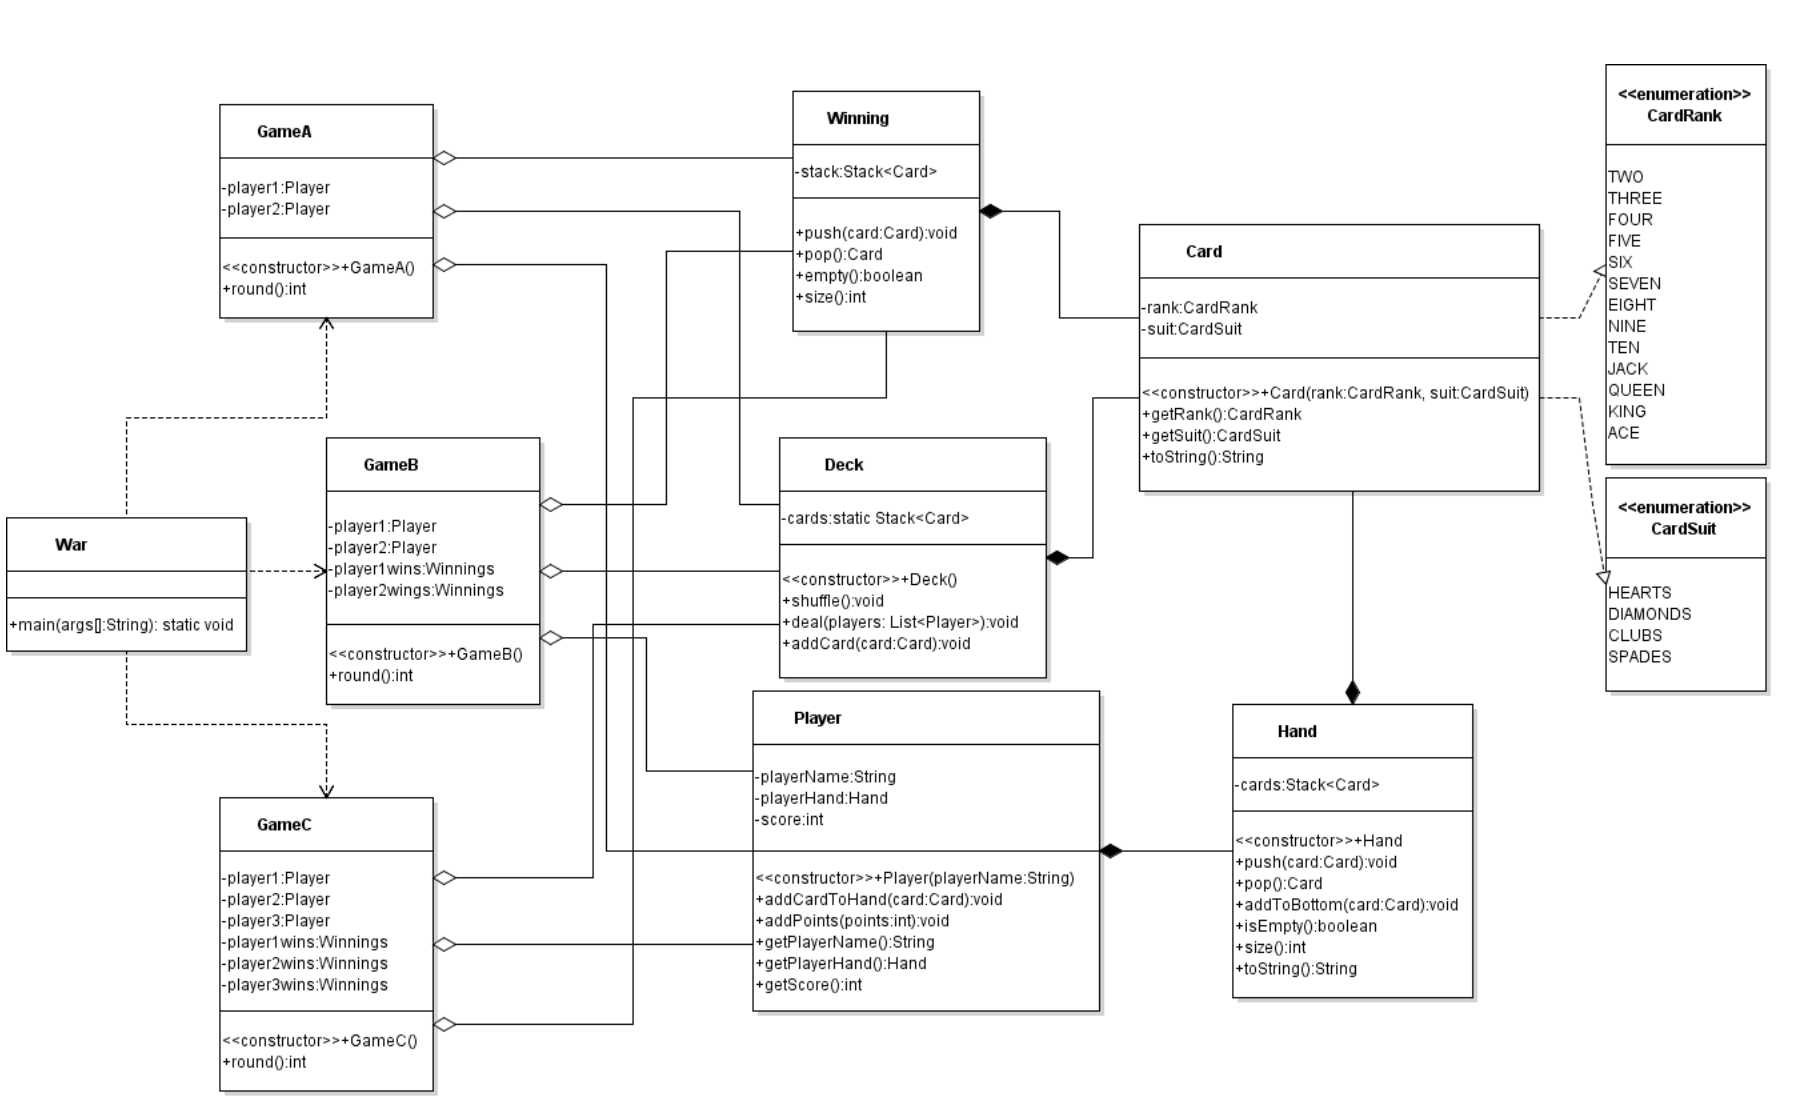 GameA
-player1:Player
-player2:Player
<<constructor>>+GameA()
+round():int
Winning
-stack:Stack<Card>
+push(card:Card):void
+pop():Card
+empty():boolean
+size():int
<<enumeration>>
CardRank
TWO
THREE
FOUR
FIVE
SIX
SEVEN
EIGHT
NINE
TEN
JACK
QUEEN
KING
ACE
Card
-rank:CardRank
-suit:CardSuit
<<constructor>>+Card(rank:CardRank, suit:CardSuit)
+getRank():CardRank
+getSuit():CardSuit
+toString():String
War
+main(args[]:String): static void
GameB
-player1:Player
-player2:Player
-player1wins:Winnings
-player2wings:Winnings
<<constructor>>+GameB()
+round():int
Deck
-cards:static Stack<Card>
<<constructor>>+Deck()
+shuffle():void
+deal(players: List<Player>):void
+addCard(card:Card):void
<<enumeration>>
CardSuit
HEARTS
DIAMONDS
CLUBS
SPADES
GameC
-player1:Player
-player2:Player
-player3:Player
-player1wins:Winnings
-player2wins:Winnings
-player3wins:Winnings
<<constructor>>+GameC()
+round():int
Player
-playerName:String
-playerHand:Hand
-score:int
<<constructor>>+Player(playerName:String)
+addCardToHand(card:Card):void
+addPoints(points:int):void
+getPlayerName():String
+getPlayerHand():Hand
+getScore():int
Hand
-cards:Stack<Card>
<<constructor>>+Hand
+push(card:Card):void
+pop():Card
+addToBottom(card:Card):void
+isEmpty():boolean
+size():int
+toString():String